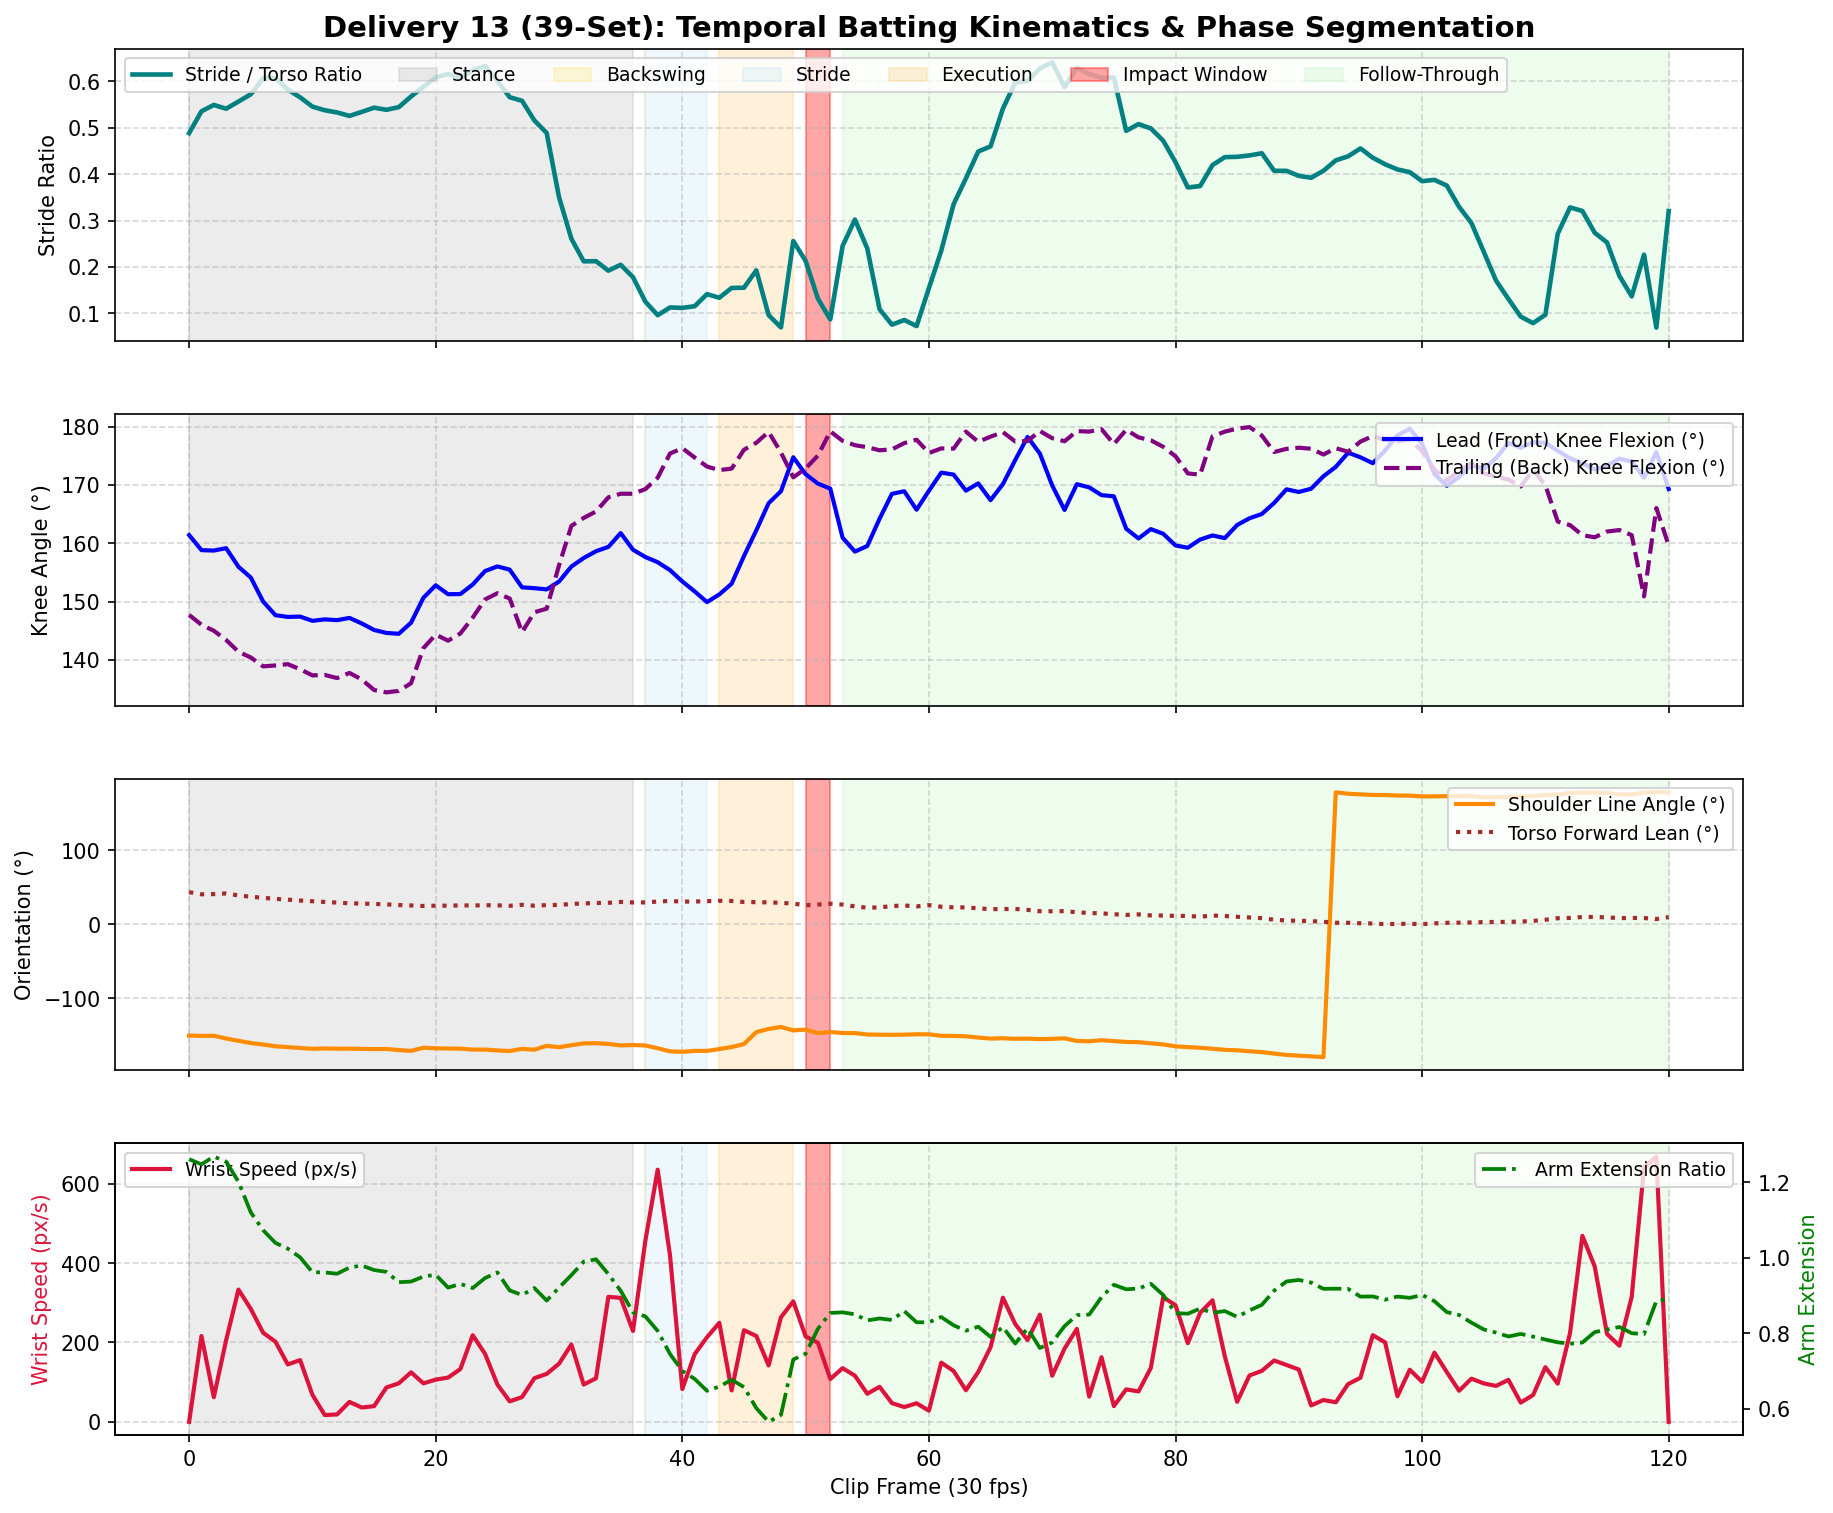 Delivery 13 (39-Set): Temporal Batting Kinematics & Phase Segmentation
Stride / Torso Ratio Stance Backswing Stride Execution Impact Window Follow-Through
Stride Ratio
0.6
0.5
0.4
0.3
0.2
0.1
Lead (Front) Knee Flexion (°)
Trailing (Back) Knee Flexion (°)
Knee Angle (°)
180
170
160
150
140
Shoulder Line Angle (°)
Torso Forward Lean (°)
Orientation (°)
100
0
−100
Wrist Speed (px/s)
Arm Extension Ratio
Wrist Speed (px/s)
600
400
200
0
1.2
1.0
0.8
0.6
Arm Extension
0 20 40 60 80 100 120
Clip Frame (30 fps)